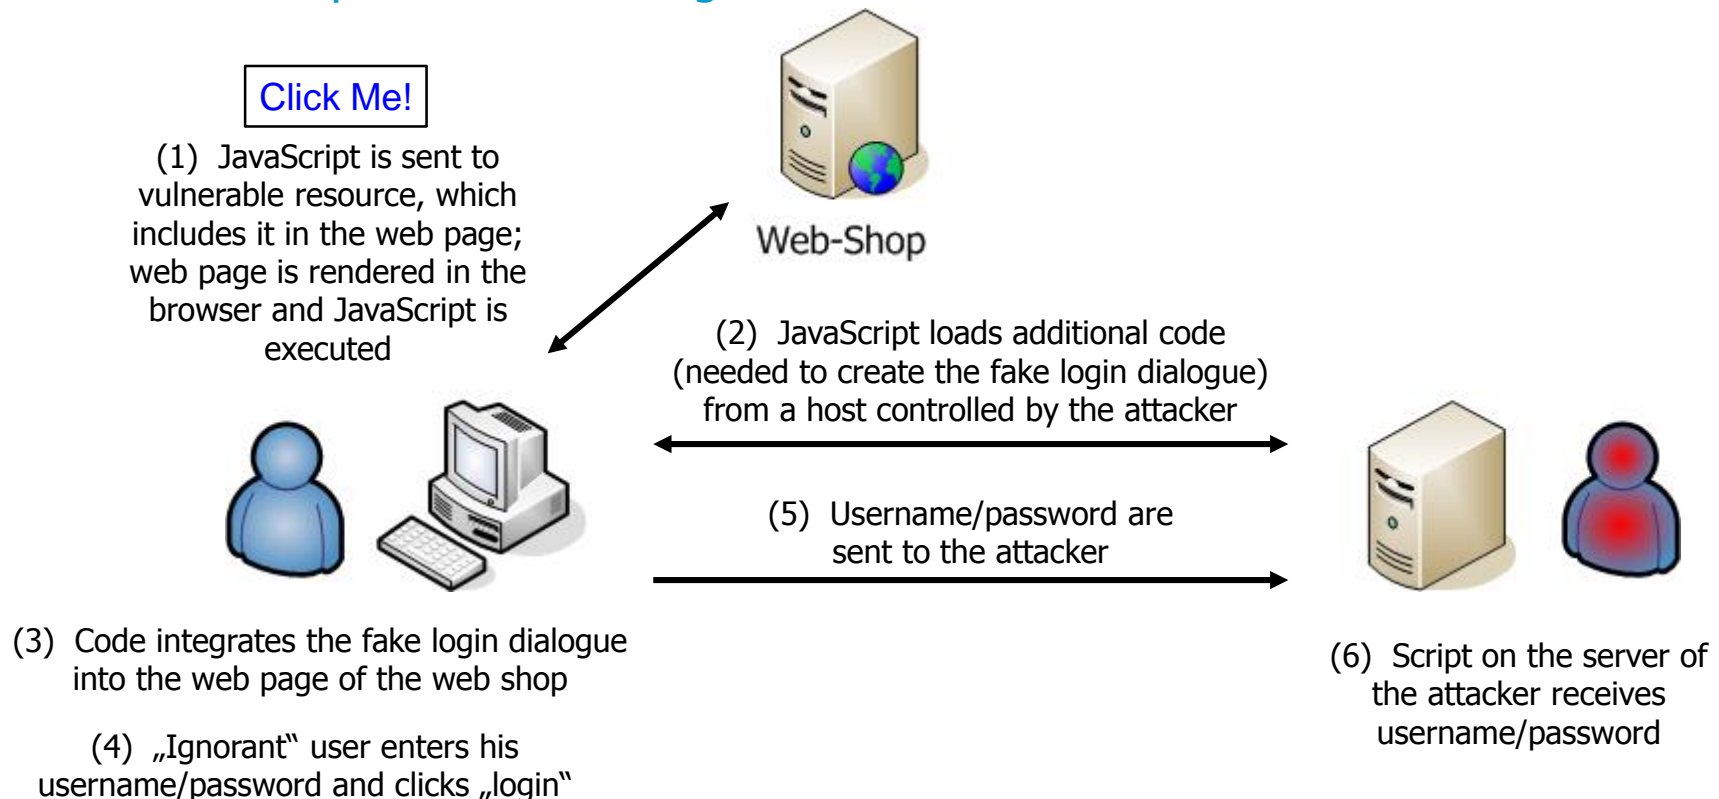 Click Me!
(1) JavaScript is sent to
vulnerable resource, which
includes it in the web page;
web page is rendered in the
browser and JavaScript is
executed
Web-Shop
(2) JavaScript loads additional code
(needed to create the fake login dialogue)
from a host controlled by the attacker
(5) Username/password are
sent to the attacker
(3) Code integrates the fake login dialogue
into the web page of the web shop
(4) „Ignorant“ user enters his
username/password and clicks „login“
(6) Script on the server of
the attacker receives
username/password